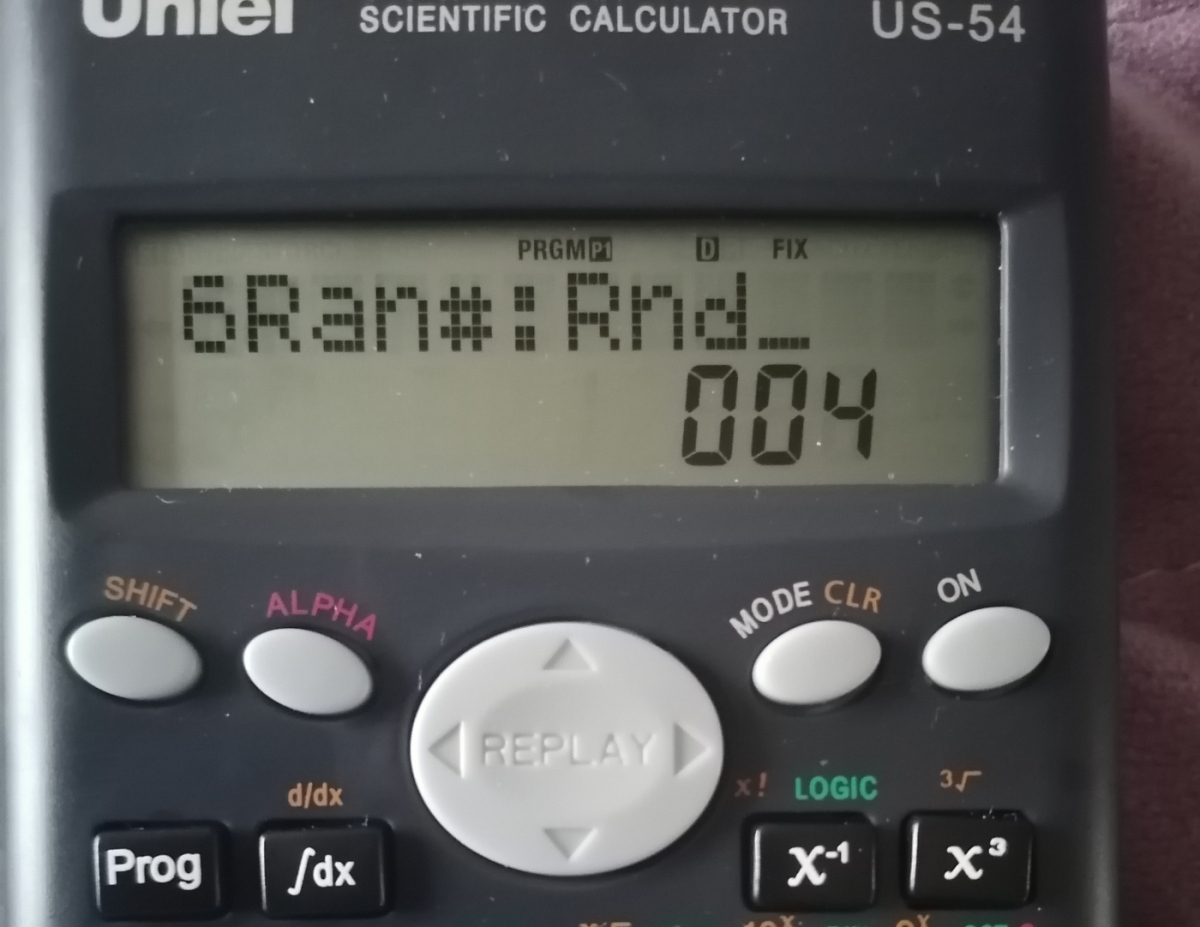 Uniel SCIENTIFIC CALCULATOR US-54
PRGM P1 D FIX
6Ran#:Rnd_
004
SHIFT ALPHA MODE CLR ON
REPLAY
d/dx x! LOGIC ³√
Prog ∫dx X⁻¹ X³